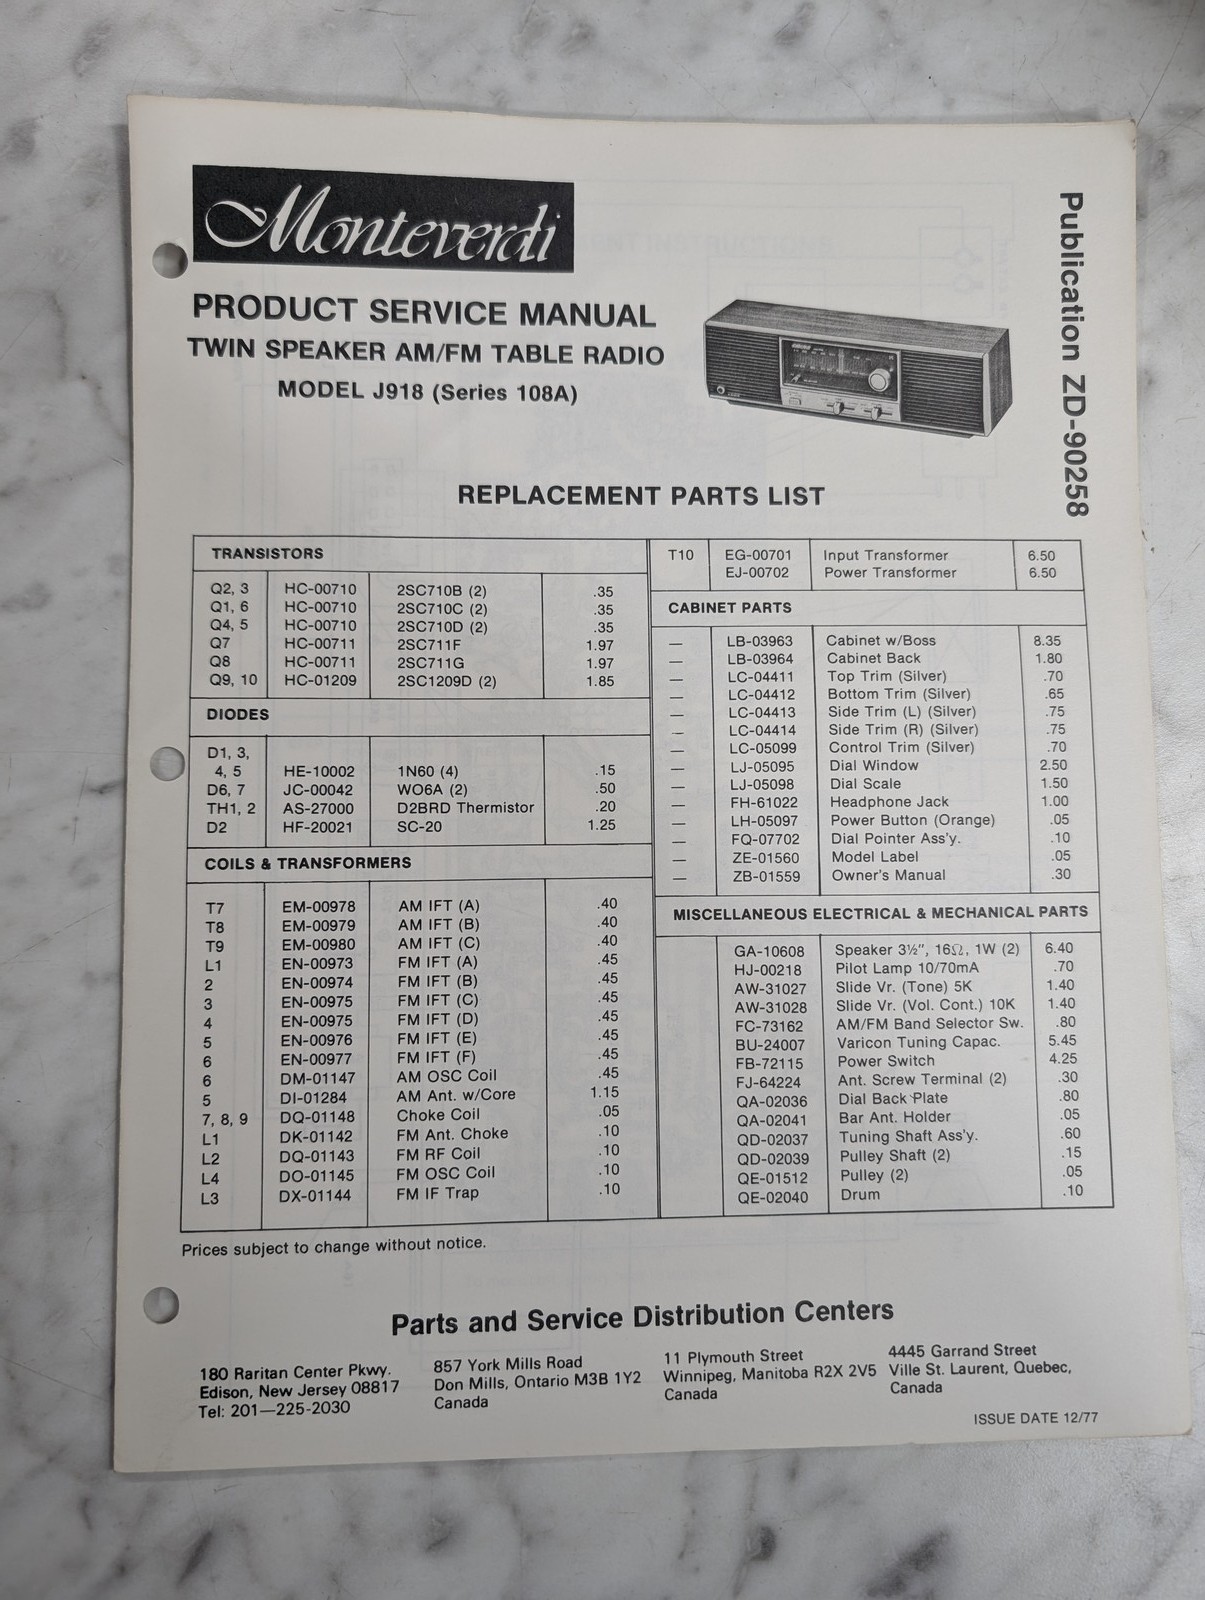 Monteverdi
PRODUCT SERVICE MANUAL
TWIN SPEAKER AM/FM TABLE RADIO
MODEL J918 (Series 108A)
Publication ZD-90258
REPLACEMENT PARTS LIST
TRANSISTORS
Q2, 3 HC-00710 2SC710B (2) .35
Q1, 6 HC-00710 2SC710C (2) .35
Q4, 5 HC-00710 2SC710D (2) .35
Q7 HC-00711 2SC711F 1.97
Q8 HC-00711 2SC711G 1.97
Q9, 10 HC-01209 2SC1209D (2) 1.85
DIODES
D1, 3,
4, 5 HE-10002 1N60 (4) .15
D6, 7 JC-00042 WO6A (2) .50
TH1, 2 AS-27000 D2BRD Thermistor .20
D2 HF-20021 SC-20 1.25
COILS & TRANSFORMERS
T7 EM-00978 AM IFT (A) .40
T8 EM-00979 AM IFT (B) .40
T9 EM-00980 AM IFT (C) .40
L1 EN-00973 FM IFT (A) .45
2 EN-00974 FM IFT (B) .45
3 EN-00975 FM IFT (C) .45
4 EN-00975 FM IFT (D) .45
5 EN-00976 FM IFT (E) .45
6 EN-00977 FM IFT (F) .45
6 DM-01147 AM OSC Coil .45
5 DI-01284 AM Ant. w/Core 1.15
7, 8, 9 DQ-01148 Choke Coil .05
L1 DK-01142 FM Ant. Choke .10
L2 DQ-01143 FM RF Coil .10
L4 DO-01145 FM OSC Coil .10
L3 DX-01144 FM IF Trap .10
T10 EG-00701 Input Transformer 6.50
EJ-00702 Power Transformer 6.50
CABINET PARTS
— LB-03963 Cabinet w/Boss 8.35
— LB-03964 Cabinet Back 1.80
— LC-04411 Top Trim (Silver) .70
— LC-04412 Bottom Trim (Silver) .65
— LC-04413 Side Trim (L) (Silver) .75
— LC-04414 Side Trim (R) (Silver) .75
— LC-05099 Control Trim (Silver) .70
— LJ-05095 Dial Window 2.50
— LJ-05098 Dial Scale 1.50
— FH-61022 Headphone Jack 1.00
— LH-05097 Power Button (Orange) .05
— FQ-07702 Dial Pointer Ass'y. .10
— ZE-01560 Model Label .05
— ZB-01559 Owner's Manual .30
MISCELLANEOUS ELECTRICAL & MECHANICAL PARTS
GA-10608 Speaker 3½", 16Ω, 1W (2) 6.40
HJ-00218 Pilot Lamp 10/70mA .70
AW-31027 Slide Vr. (Tone) 5K 1.40
AW-31028 Slide Vr. (Vol. Cont.) 10K 1.40
FC-73162 AM/FM Band Selector Sw. .80
BU-24007 Varicon Tuning Capac. 5.45
FB-72115 Power Switch 4.25
FJ-64224 Ant. Screw Terminal (2) .30
QA-02036 Dial Back Plate .80
QA-02041 Bar Ant. Holder .05
QD-02037 Tuning Shaft Ass'y. .60
QD-02039 Pulley Shaft (2) .15
QE-01512 Pulley (2) .05
QE-02040 Drum .10
Prices subject to change without notice.
Parts and Service Distribution Centers
180 Raritan Center Pkwy.
Edison, New Jersey 08817
Tel: 201—225-2030
857 York Mills Road
Don Mills, Ontario M3B 1Y2
Canada
11 Plymouth Street
Winnipeg, Manitoba R2X 2V5
Canada
4445 Garrand Street
Ville St. Laurent, Quebec,
Canada
ISSUE DATE 12/77